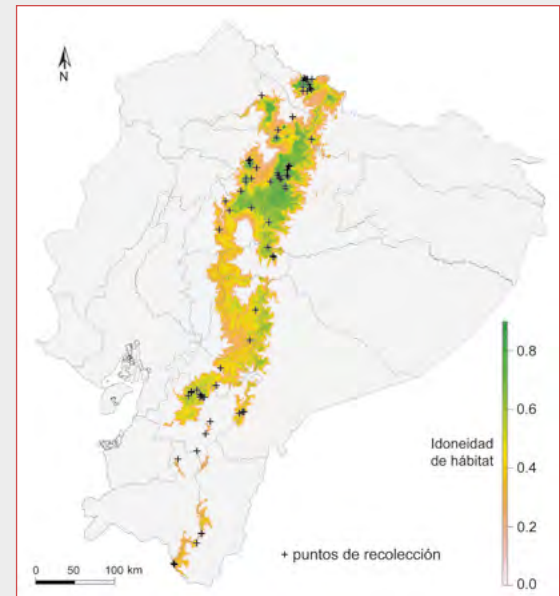 N
0.8
0.6
Idoneidad
de hábitat
0.4
0.2
+ puntos de recolección
0.0
0 50 100 km